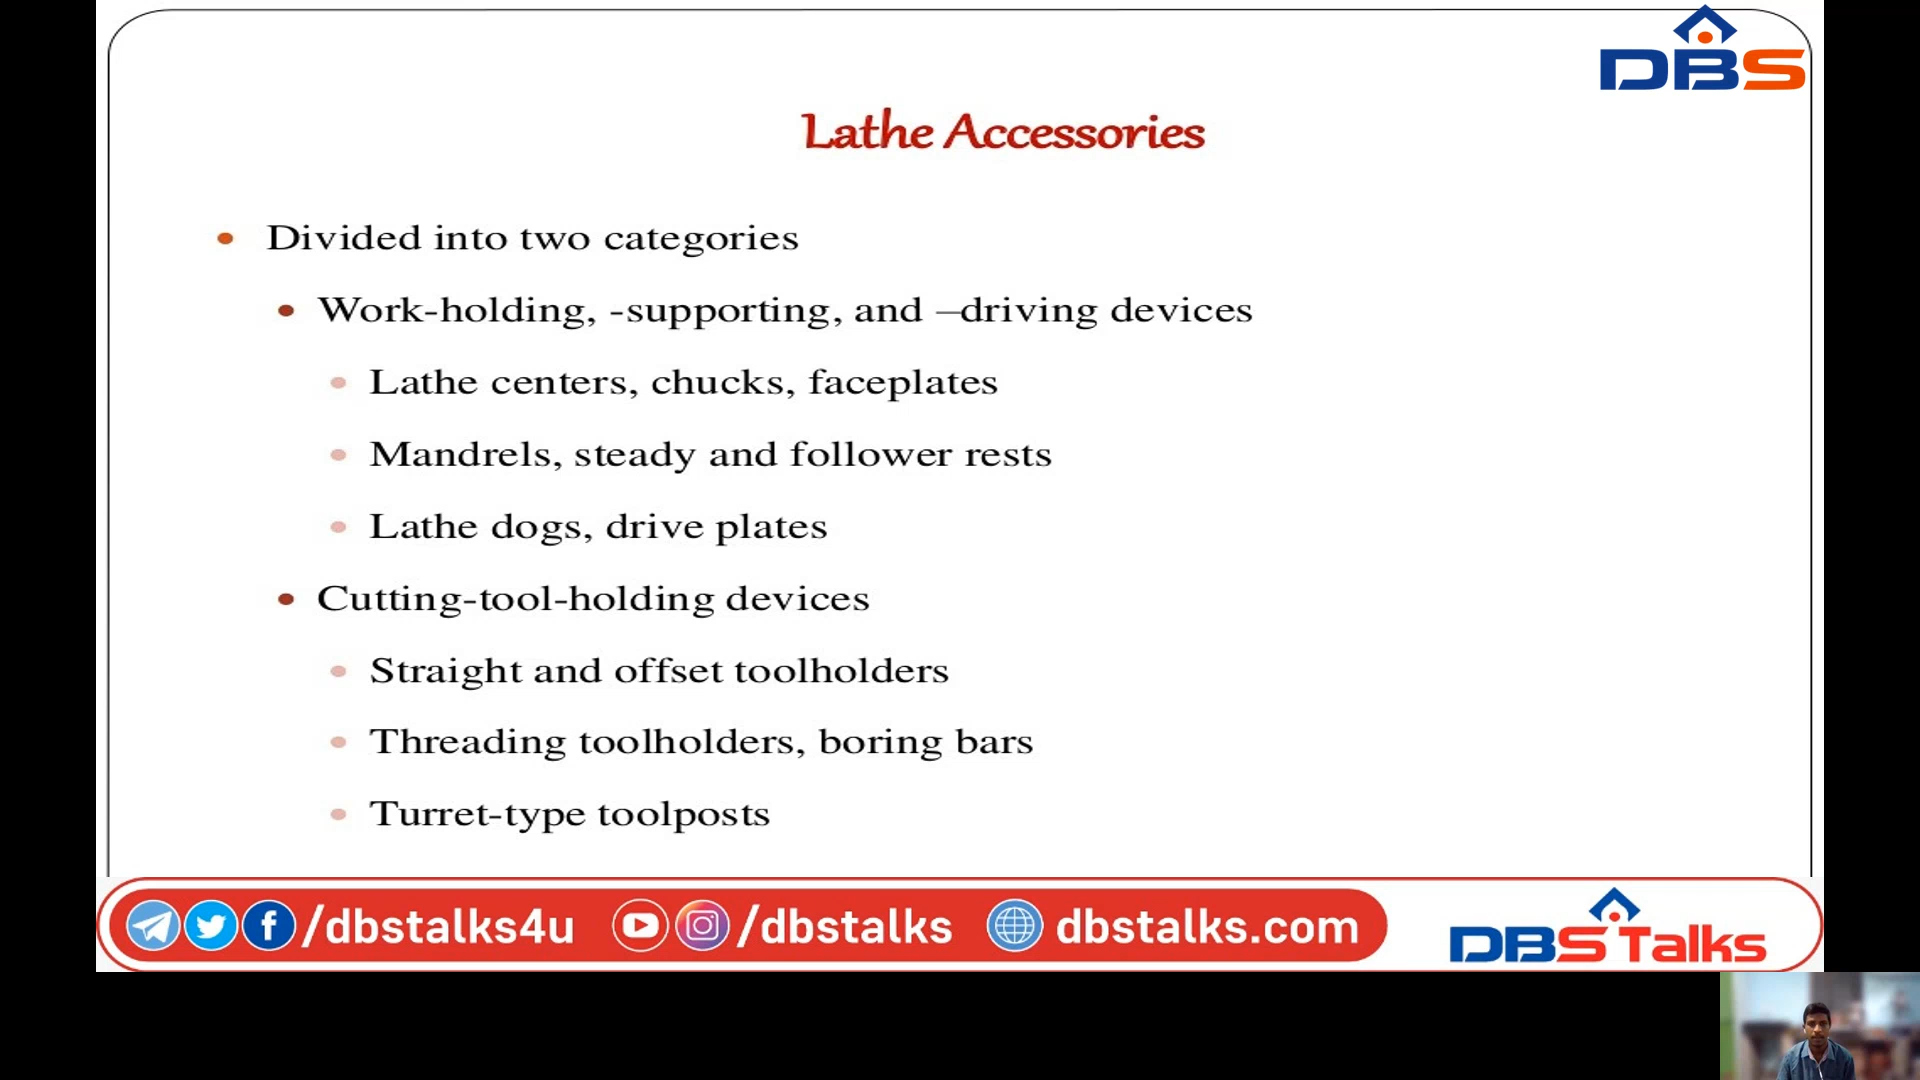 DBS
Lathe Accessories
Divided into two categories
Work-holding, -supporting, and –driving devices
Lathe centers, chucks, faceplates
Mandrels, steady and follower rests
Lathe dogs, drive plates
Cutting-tool-holding devices
Straight and offset toolholders
Threading toolholders, boring bars
Turret-type toolposts
/dbstalks4u /dbstalks dbstalks.com DBS Talks